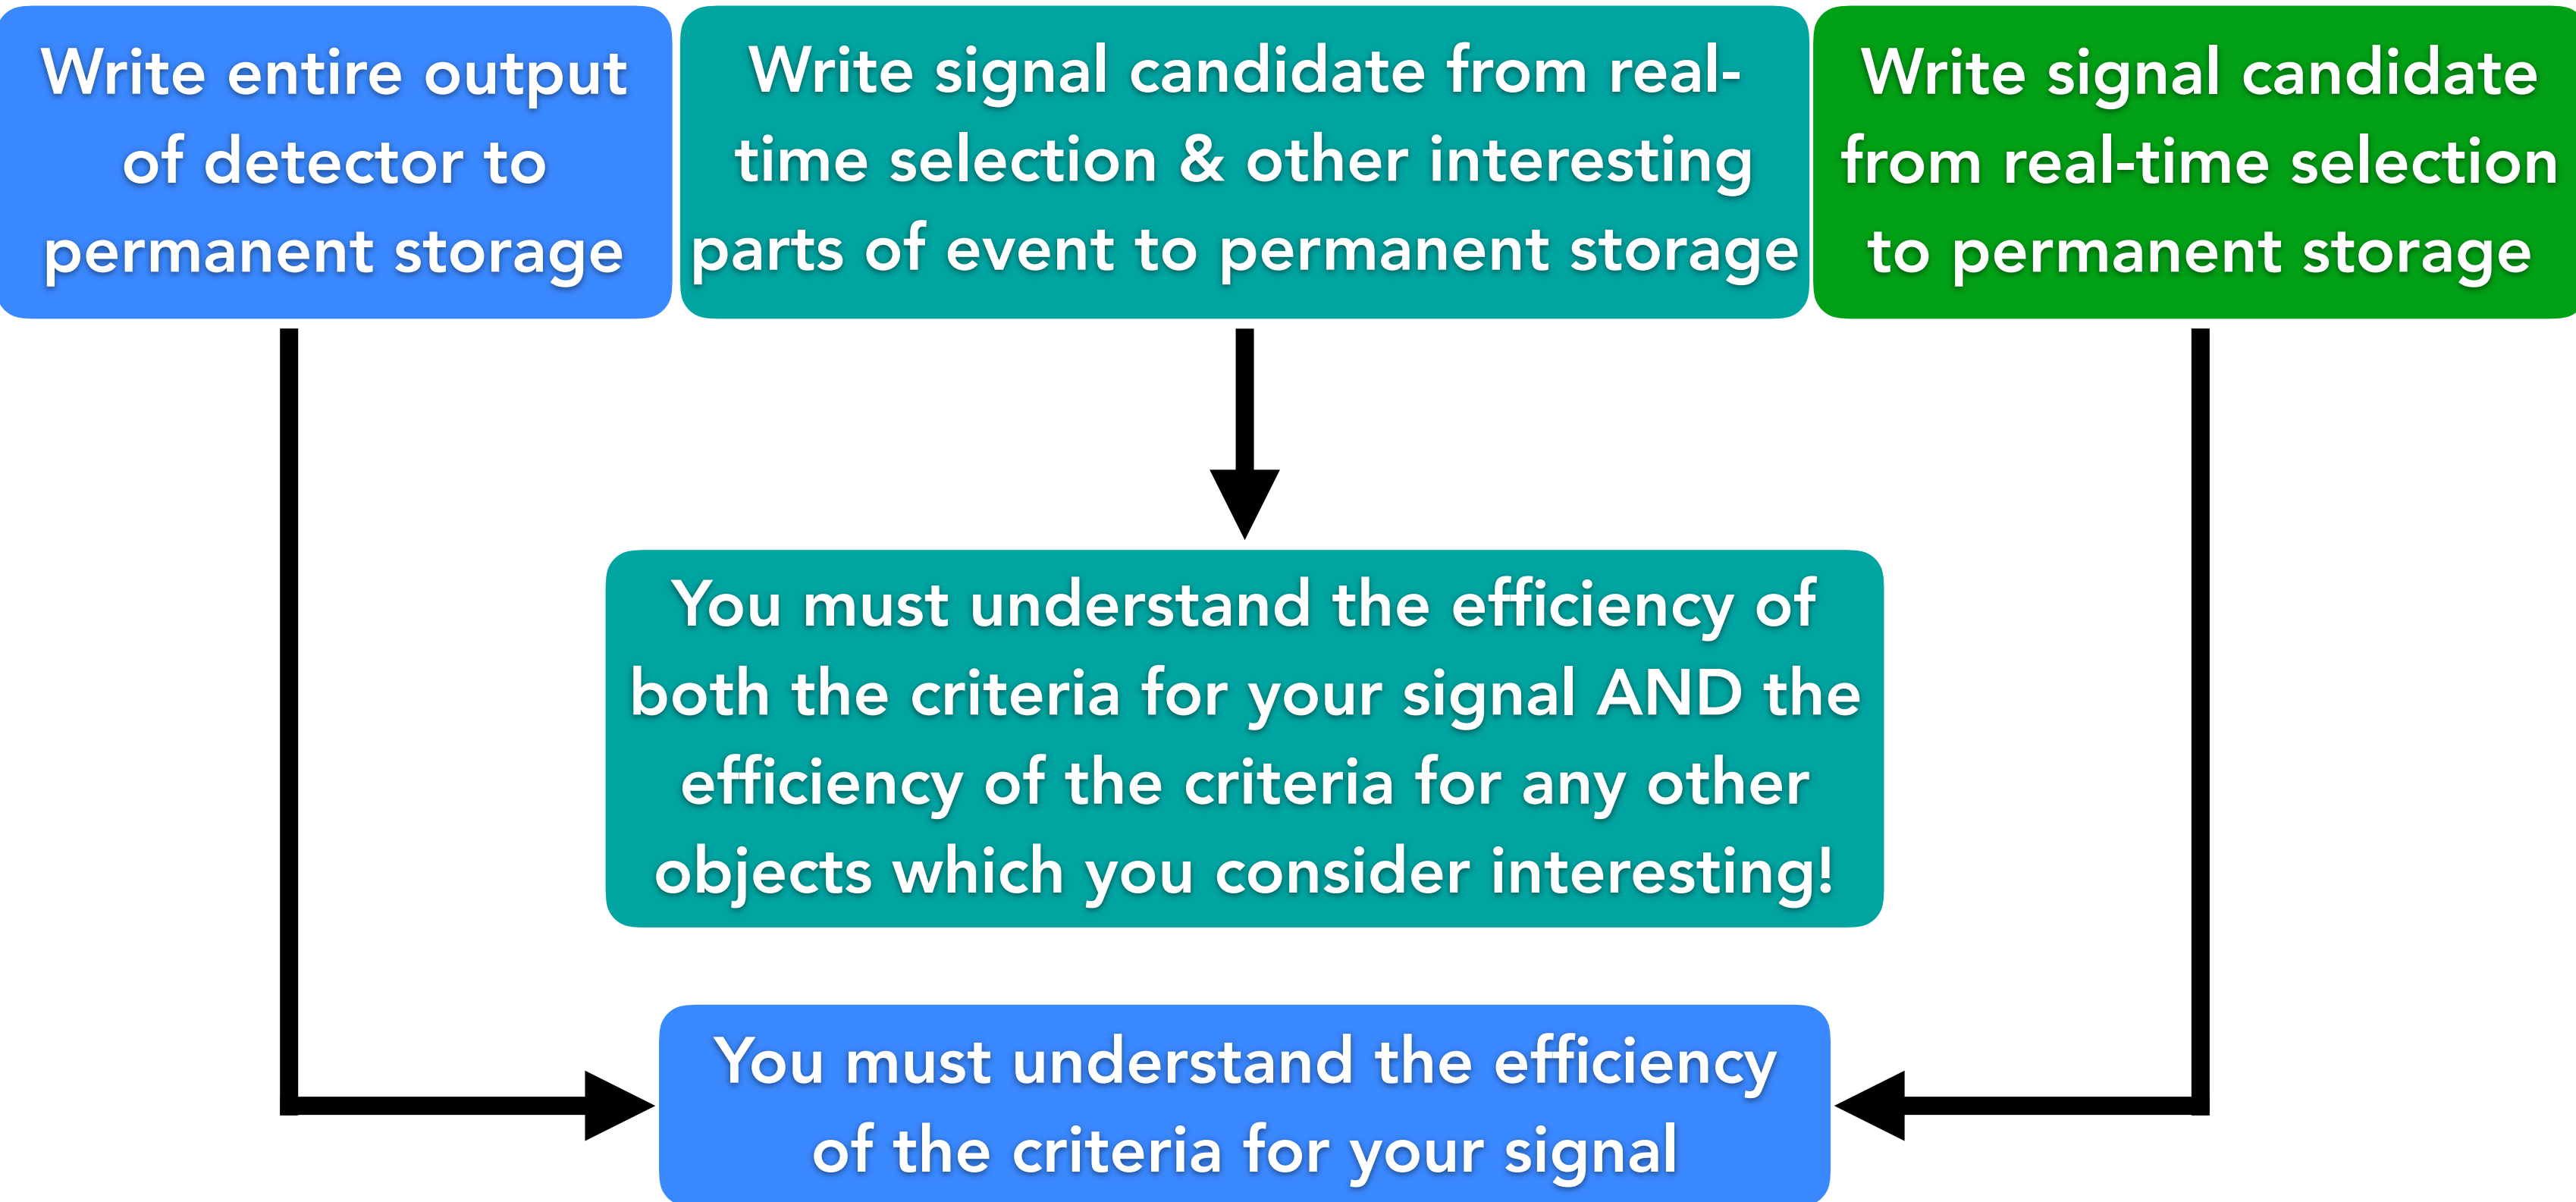 Write entire output
of detector to
permanent storage
Write signal candidate from real-
time selection & other interesting
parts of event to permanent storage
Write signal candidate
from real-time selection
to permanent storage
You must understand the efficiency of
both the criteria for your signal AND the
efficiency of the criteria for any other
objects which you consider interesting!
You must understand the efficiency
of the criteria for your signal